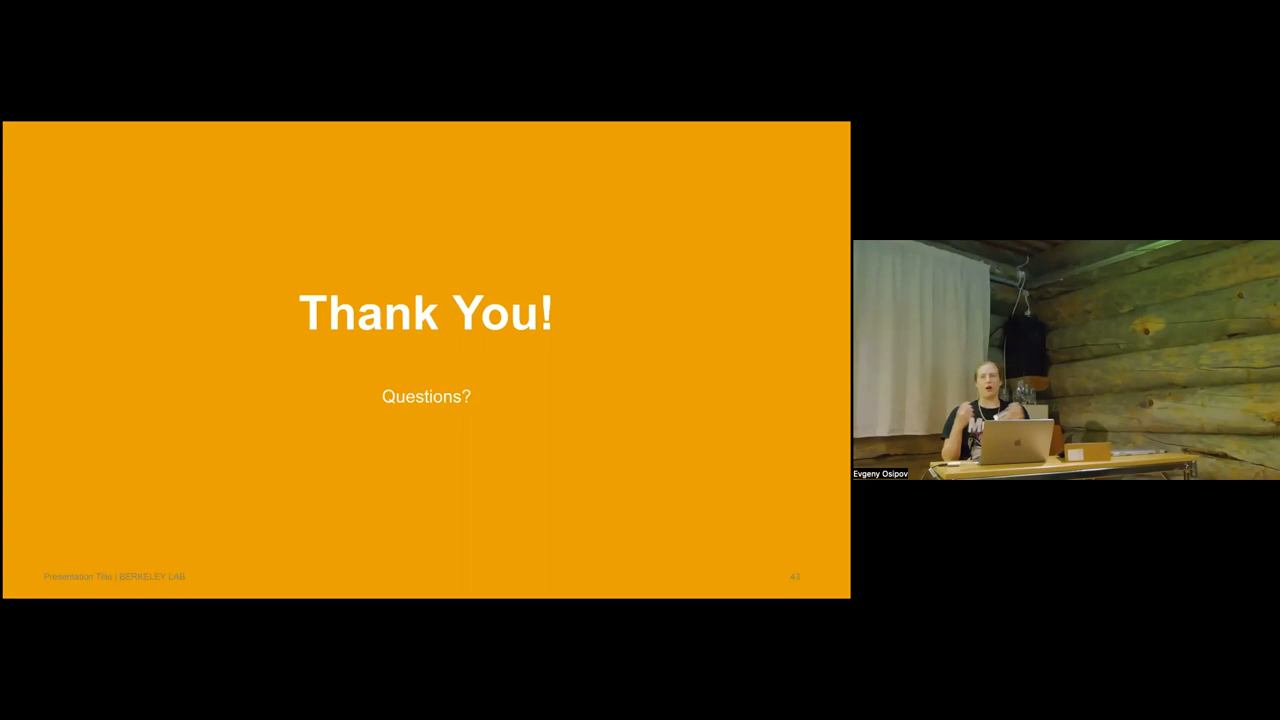 Thank You!
Questions?
Presentation Title | BERKELEY LAB
43
Evgeny Osipov